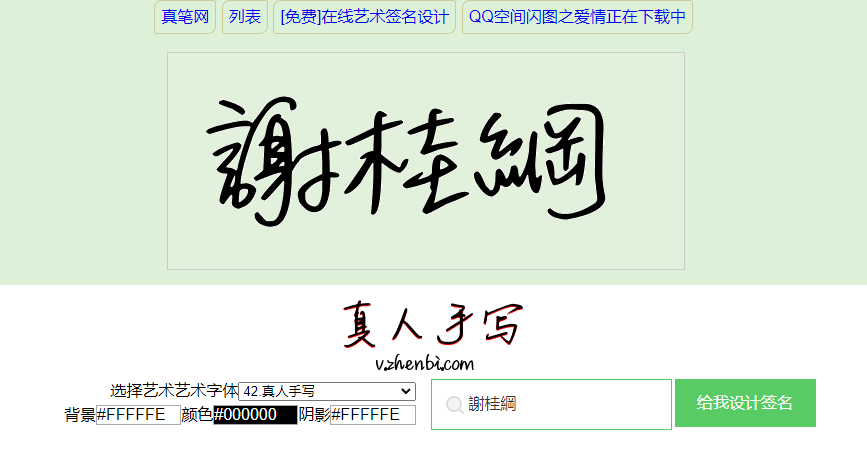 真笔网 列表 [免费]在线艺术签名设计 QQ空间闪图之爱情正在下载中
謝桂綱
真人手写
v.zhenbi.com
选择艺术艺术字体 42.真人手写
背景 #FFFFFE 颜色 #000000 阴影 #FFFFFE
謝桂綱 给我设计签名